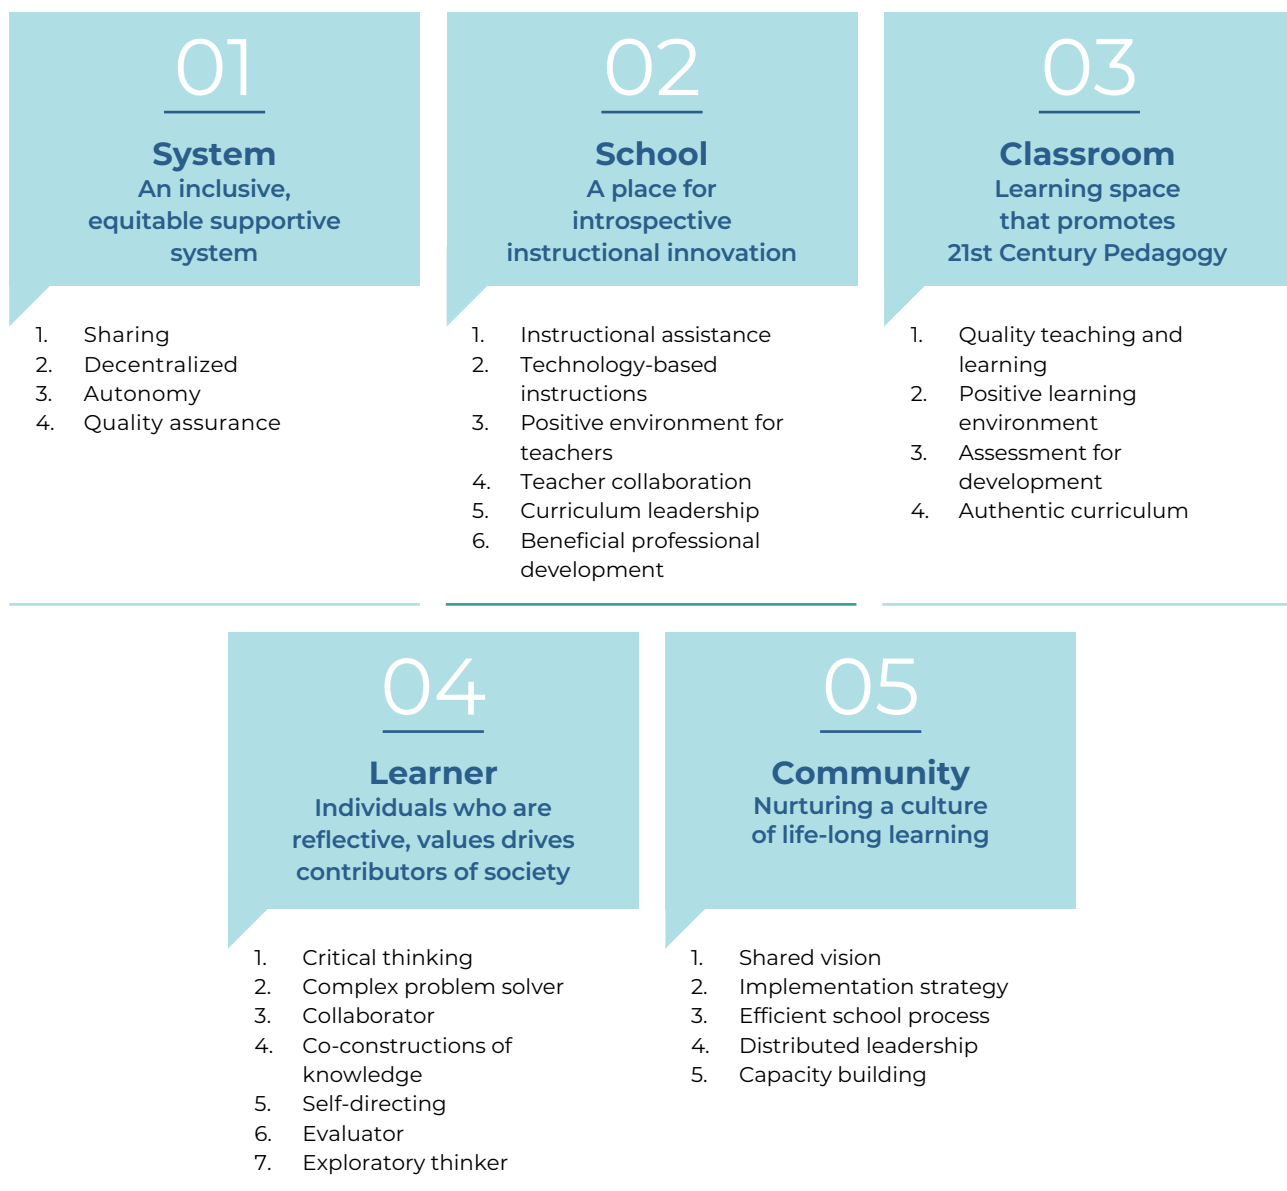 01
System
An inclusive,
equitable supportive
system
1. Sharing
2. Decentralized
3. Autonomy
4. Quality assurance
02
School
A place for
introspective
instructional innovation
1. Instructional assistance
2. Technology-based
instructions
3. Positive environment for
teachers
4. Teacher collaboration
5. Curriculum leadership
6. Beneficial professional
development
03
Classroom
Learning space
that promotes
21st Century Pedagogy
1. Quality teaching and
learning
2. Positive learning
environment
3. Assessment for
development
4. Authentic curriculum
04
Learner
Individuals who are
reflective, values drives
contributors of society
1. Critical thinking
2. Complex problem solver
3. Collaborator
4. Co-constructions of
knowledge
5. Self-directing
6. Evaluator
7. Exploratory thinker
05
Community
Nurturing a culture
of life-long learning
1. Shared vision
2. Implementation strategy
3. Efficient school process
4. Distributed leadership
5. Capacity building